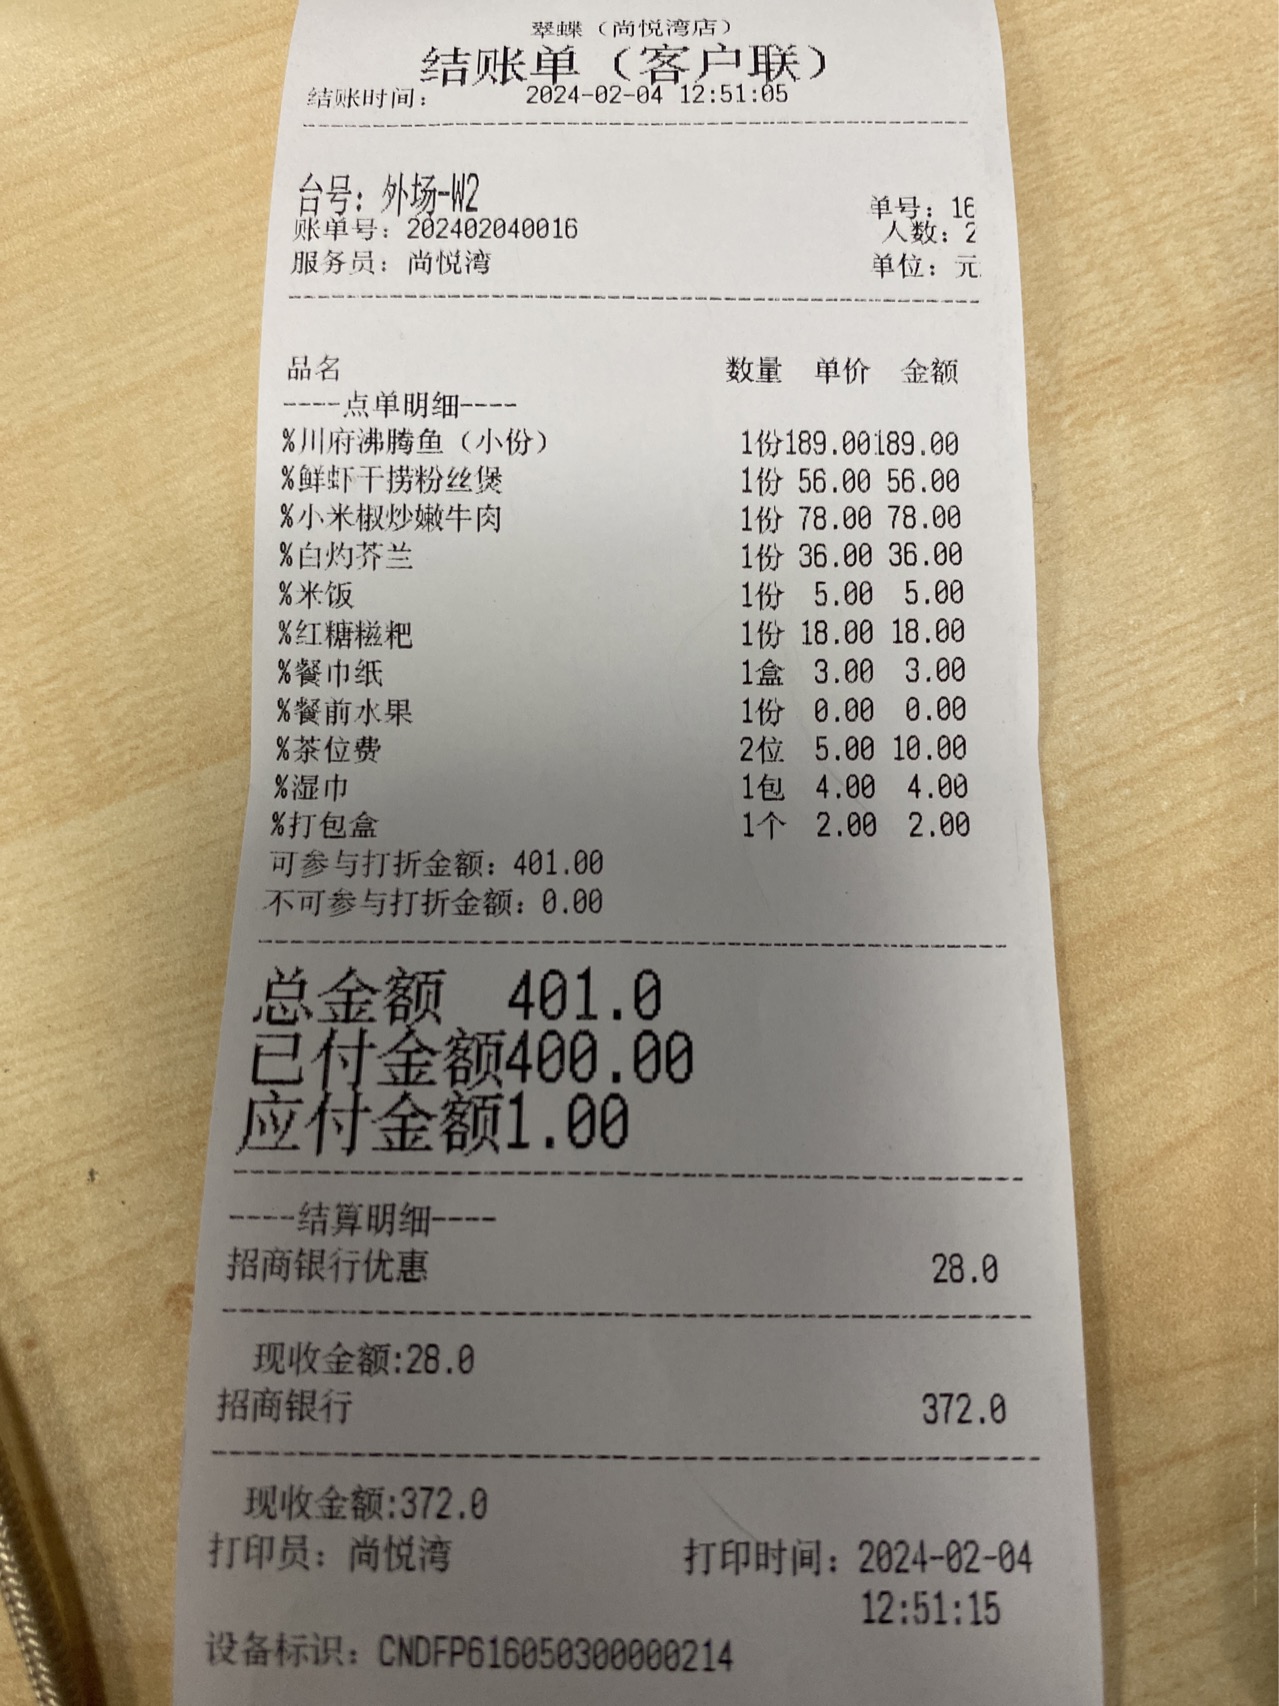 翠蝶（尚悦湾店）
结账单（客户联）
结账时间： 2024-02-04 12:51:05
台号：外场-W2
单号：16
账单号：202402040016 人数：2
服务员：尚悦湾 单位：元
品名 数量 单价 金额
----点单明细----
%川府沸腾鱼（小份） 1份189.00189.00
%鲜虾干捞粉丝煲 1份 56.00 56.00
%小米椒炒嫩牛肉 1份 78.00 78.00
%白灼芥兰 1份 36.00 36.00
%米饭 1份 5.00 5.00
%红糖糍粑 1份 18.00 18.00
%餐巾纸 1盒 3.00 3.00
%餐前水果 1份 0.00 0.00
%茶位费 2位 5.00 10.00
%湿巾 1包 4.00 4.00
%打包盒 1个 2.00 2.00
可参与打折金额：401.00
不可参与打折金额：0.00
总金额 401.0
已付金额400.00
应付金额1.00
----结算明细----
招商银行优惠 28.0
现收金额:28.0
招商银行 372.0
现收金额:372.0
打印员：尚悦湾 打印时间：2024-02-04
12:51:15
设备标识：CNDFP616050300000214